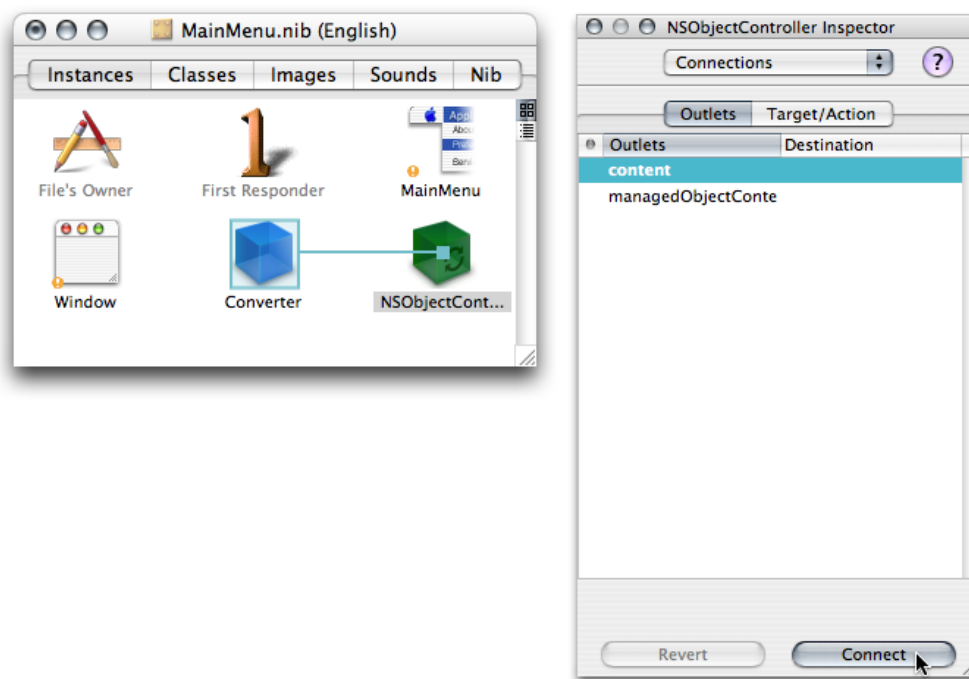 MainMenu.nib (English)
Instances Classes Images Sounds Nib
File's Owner
First Responder
MainMenu
Window
Converter
NSObjectCont...
NSObjectController Inspector
Connections
?
Outlets Target/Action
Outlets Destination
content
managedObjectConte
Revert Connect